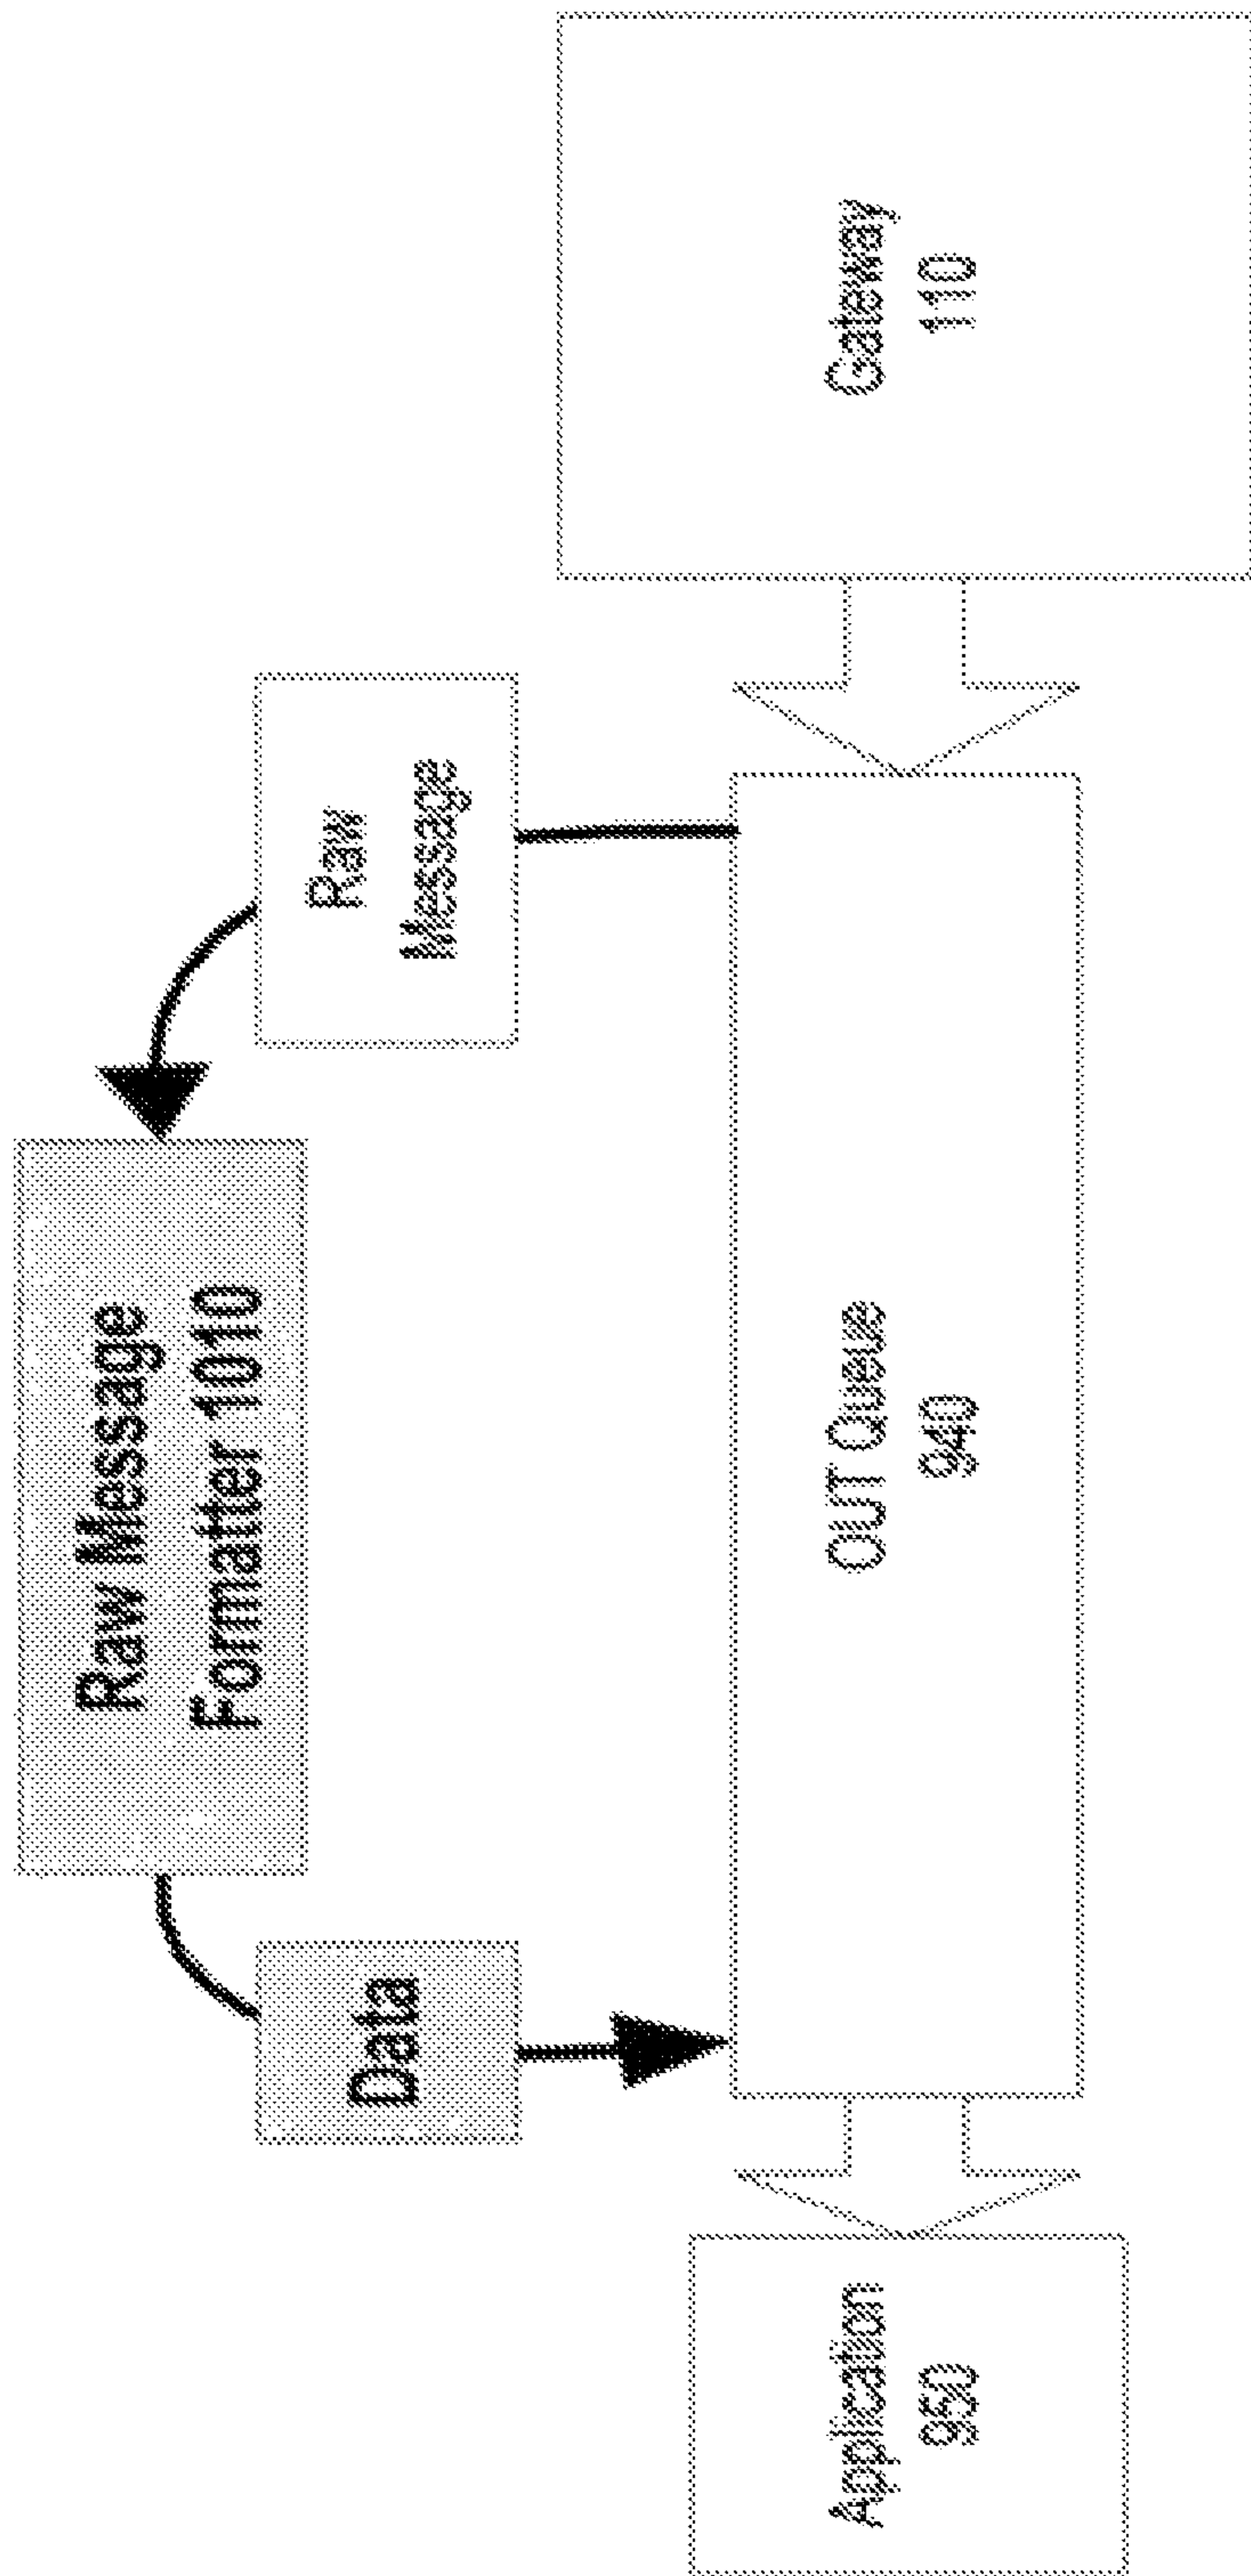 Raw Message
Formatter 1010
Data
Raw
Message
Application
950
OUT Queue
940
Gateway
110